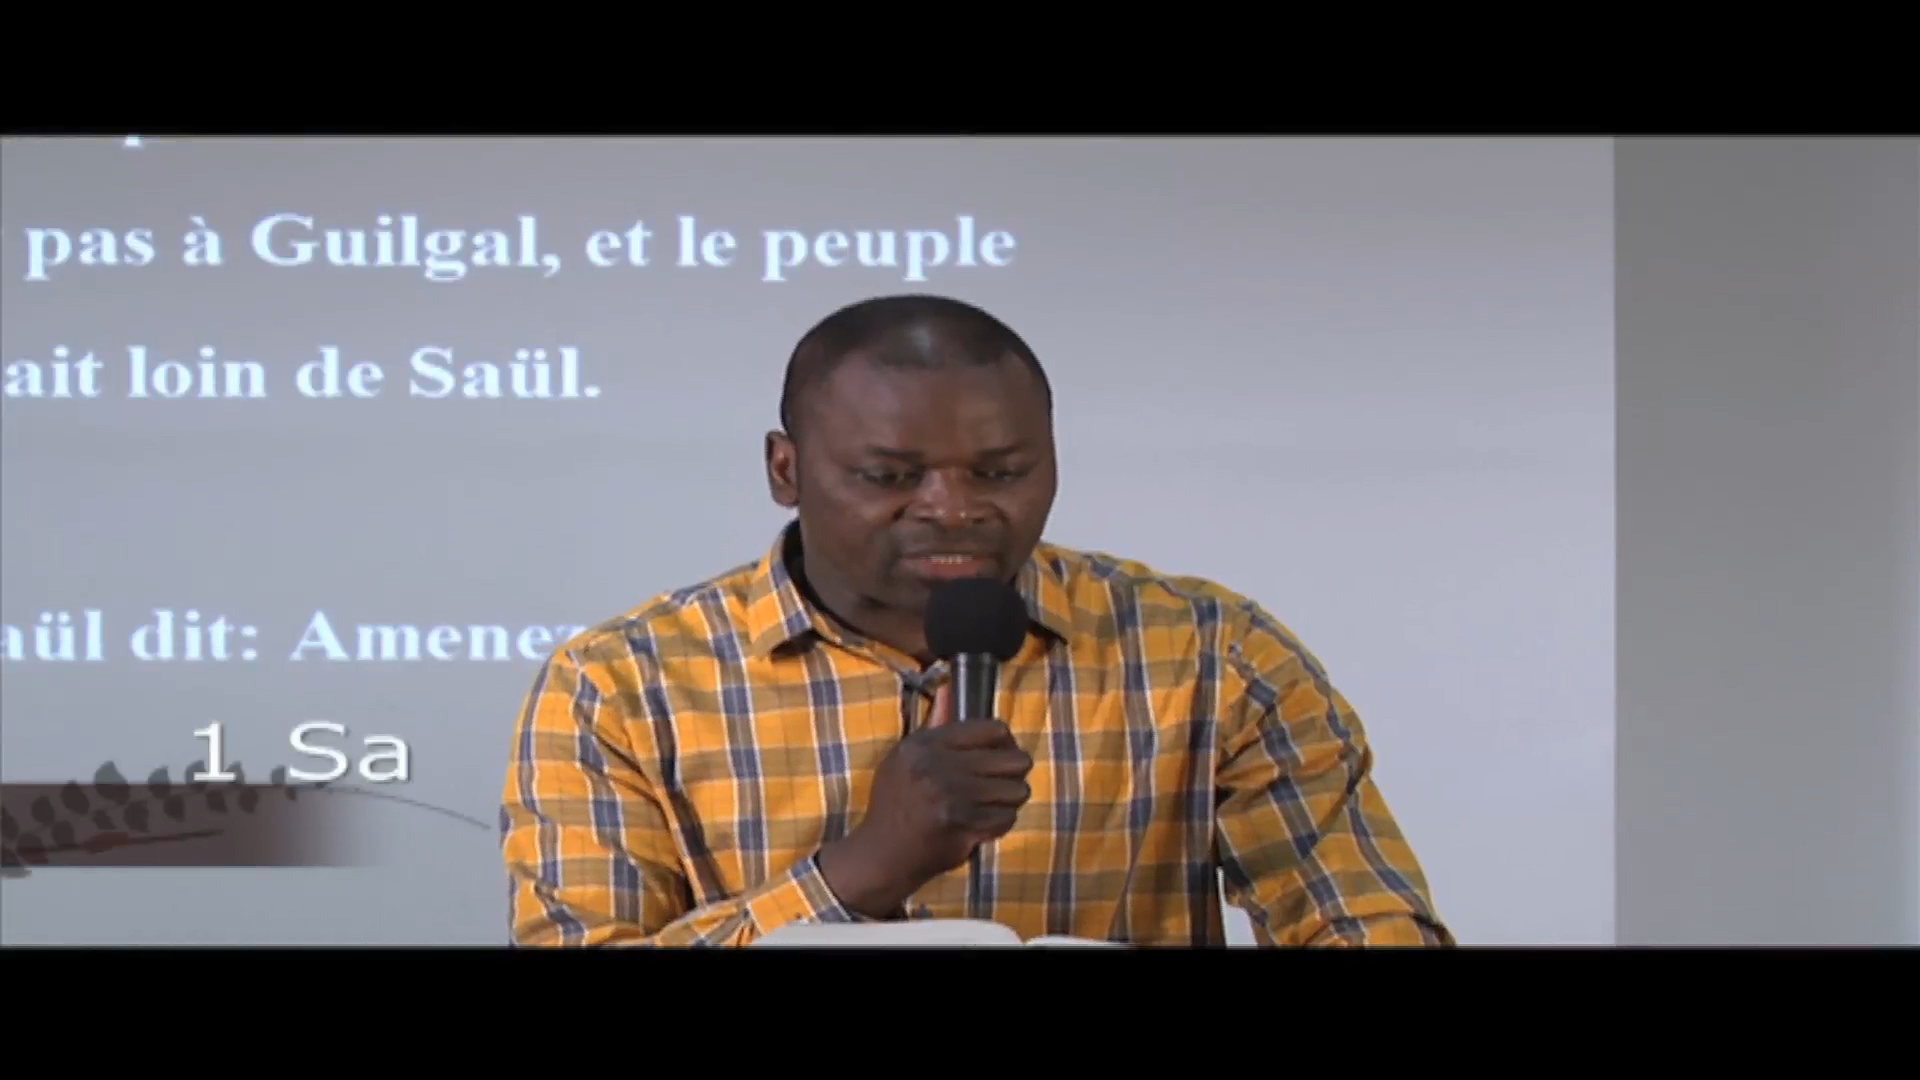 pas à Guilgal, et le peuple
ait loin de Saül.
aül dit: Amenez
1 Sa